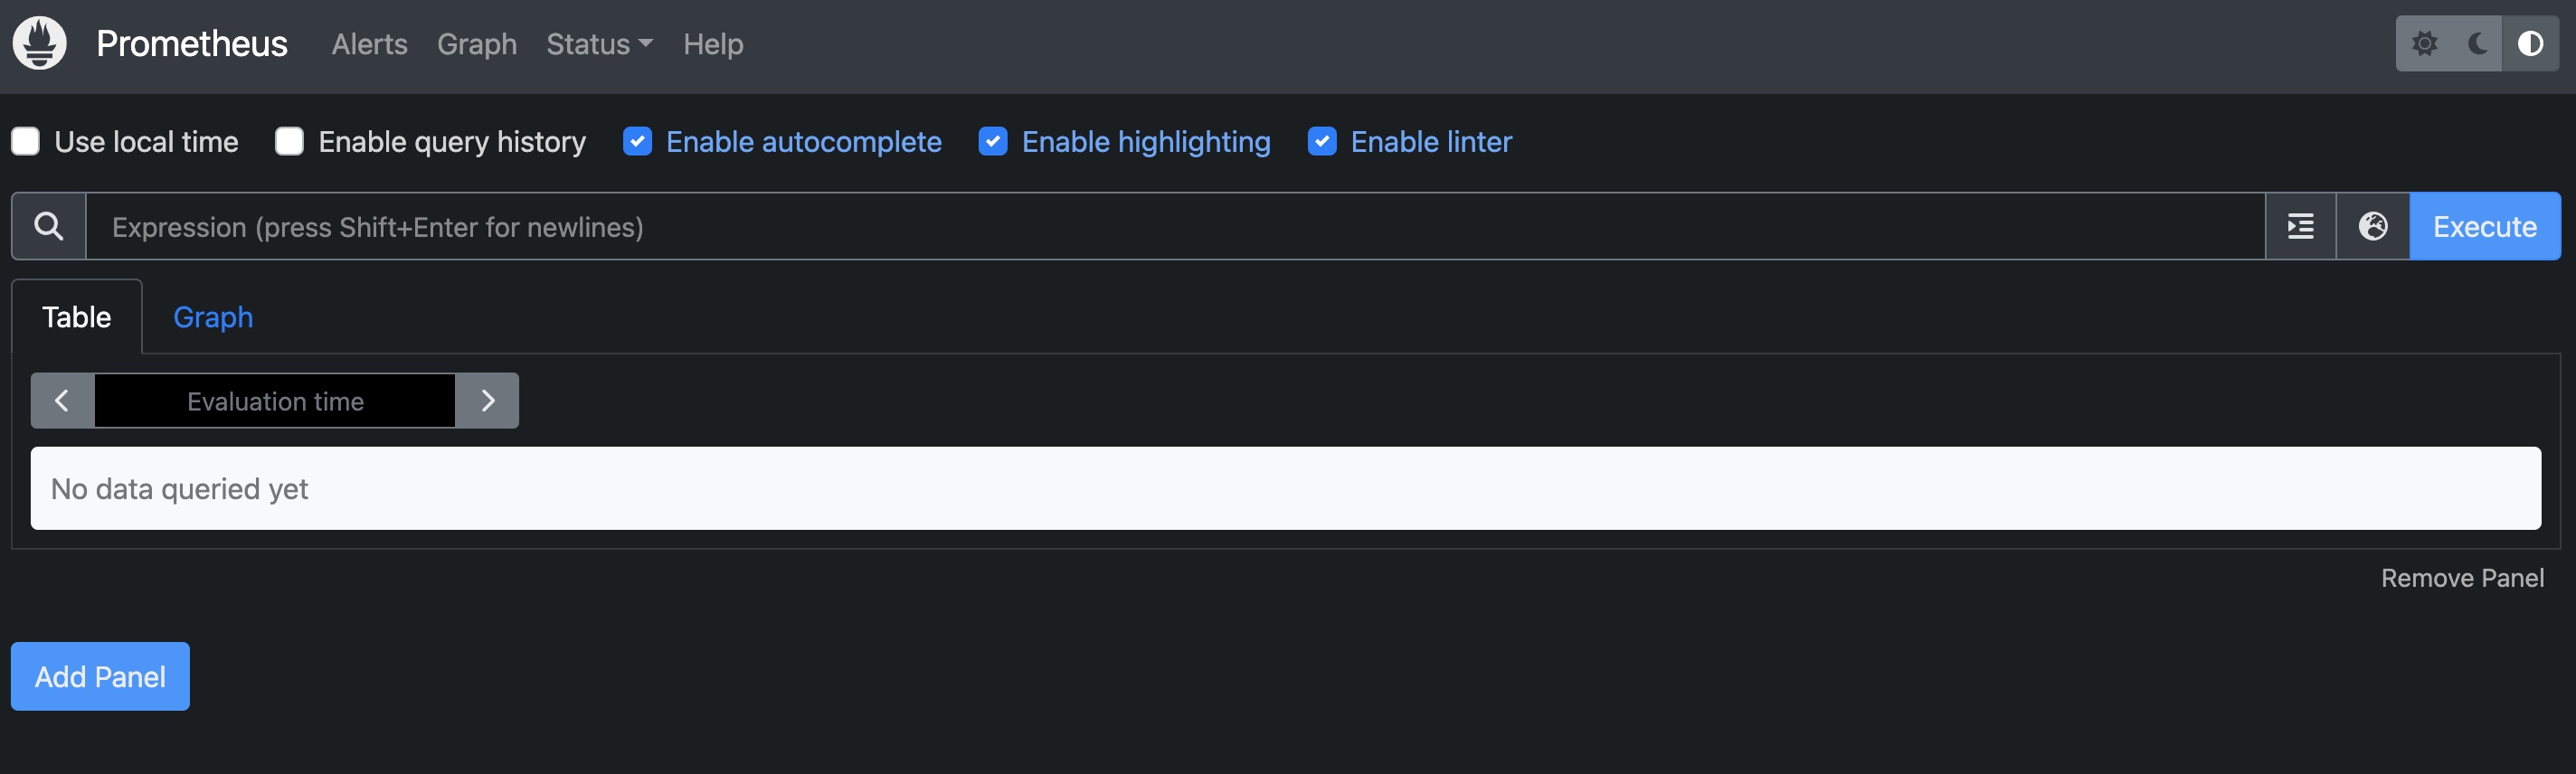 Prometheus Alerts Graph Status Help
Use local time Enable query history Enable autocomplete Enable highlighting Enable linter
Expression (press Shift+Enter for newlines) Execute
Table Graph
Evaluation time
No data queried yet
Remove Panel
Add Panel